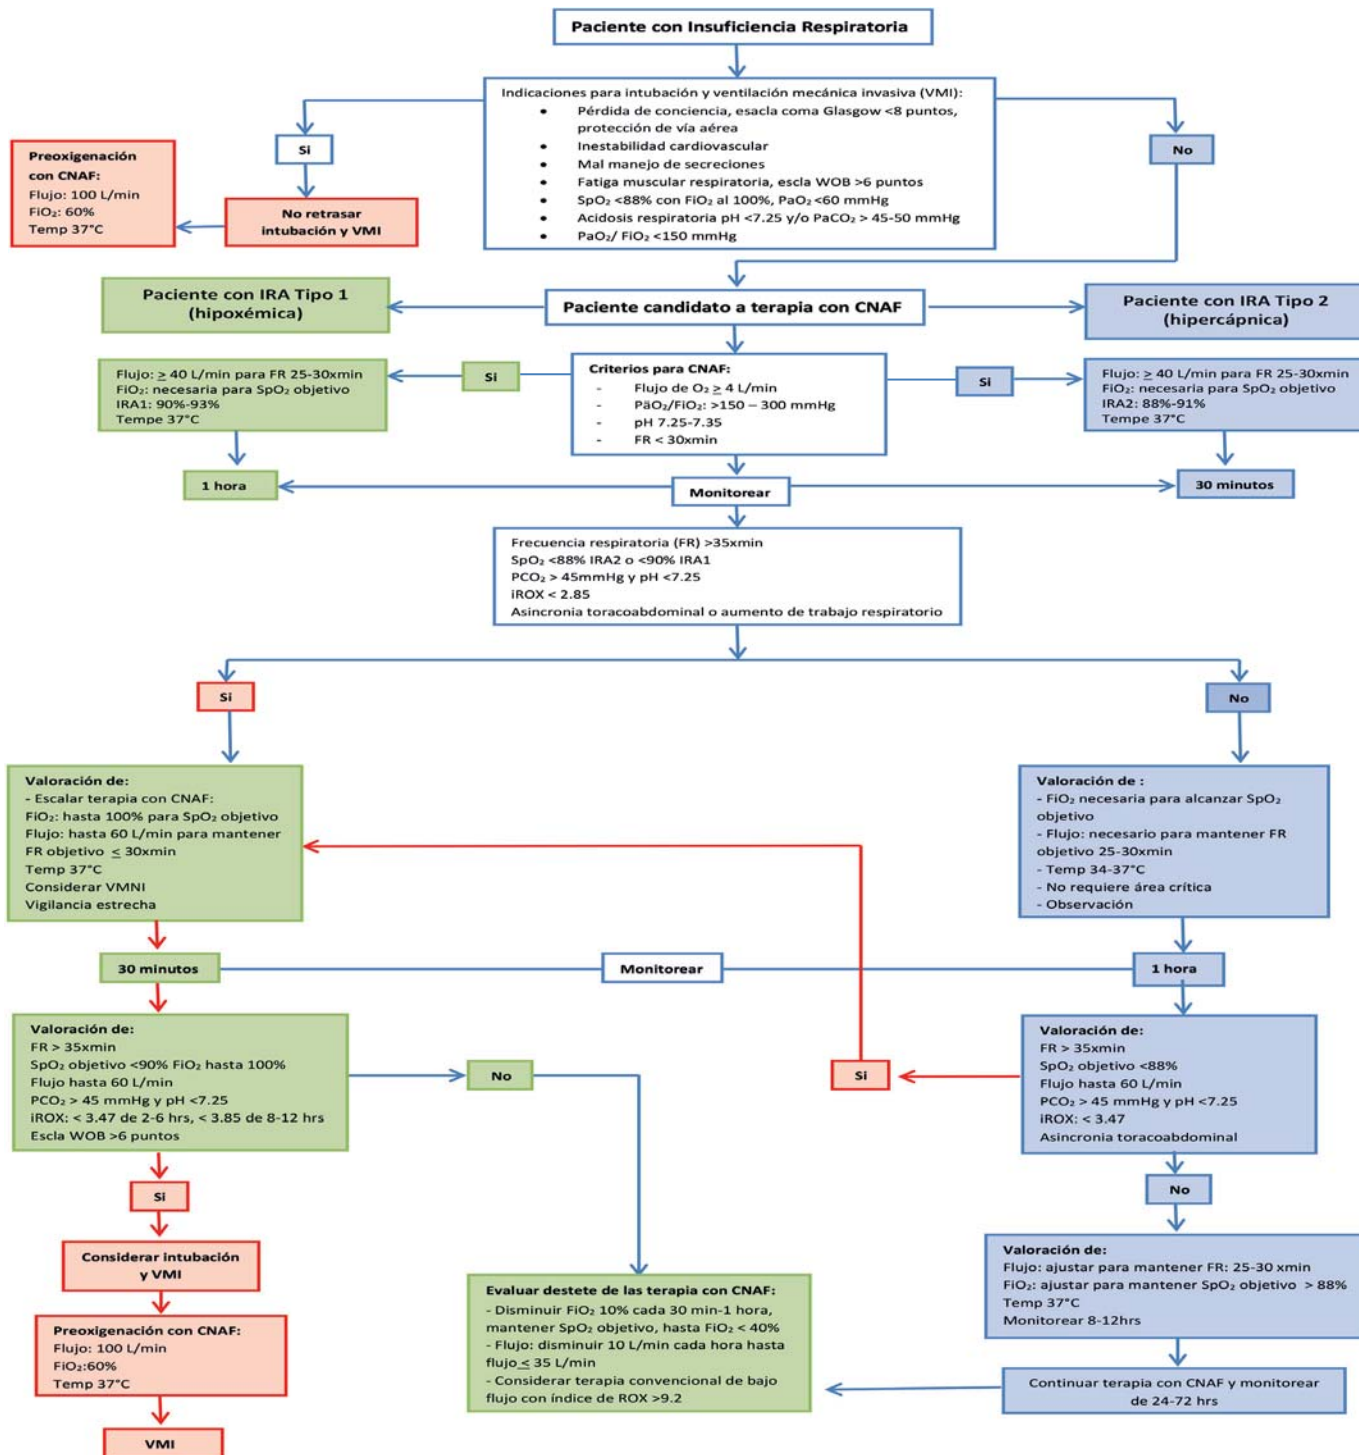 Paciente con Insuficiencia Respiratoria
Indicaciones para intubación y ventilación mecánica invasiva (VMI):
• Pérdida de conciencia, esacla coma Glasgow <8 puntos,
protección de vía aérea
• Inestabilidad cardiovascular
• Mal manejo de secreciones
• Fatiga muscular respiratoria, escla WOB >6 puntos
• SpO₂ <88% con FiO₂ al 100%, PaO₂ <60 mmHg
• Acidosis respiratoria pH <7.25 y/o PaCO₂ > 45-50 mmHg
• PaO₂/ FiO₂ <150 mmHg
Si
No
Preoxigenación
con CNAF:
Flujo: 100 L/min
FiO₂: 60%
Temp 37°C
No retrasar
intubación y VMI
Paciente con IRA Tipo 1
(hipoxémica)
Paciente candidato a terapia con CNAF
Paciente con IRA Tipo 2
(hipercápnica)
Flujo: ≥ 40 L/min para FR 25-30xmin
FiO₂: necesaria para SpO₂ objetivo
IRA1: 90%-93%
Tempe 37°C
Si
Criterios para CNAF:
- Flujo de O₂ ≥ 4 L/min
- PäO₂/FiO₂: >150 – 300 mmHg
- pH 7.25-7.35
- FR < 30xmin
Si
Flujo: ≥ 40 L/min para FR 25-30xmin
FiO₂: necesaria para SpO₂ objetivo
IRA2: 88%-91%
Tempe 37°C
1 hora
Monitorear
30 minutos
Frecuencia respiratoria (FR) >35xmin
SpO₂ <88% IRA2 o <90% IRA1
PCO₂ > 45mmHg y pH <7.25
iROX < 2.85
Asincronia toracoabdominal o aumento de trabajo respiratorio
Si
No
Valoración de:
- Escalar terapia con CNAF:
FiO₂: hasta 100% para SpO₂ objetivo
Flujo: hasta 60 L/min para mantener
FR objetivo ≤ 30xmin
Temp 37°C
Considerar VMNI
Vigilancia estrecha
Valoración de :
- FiO₂ necesaria para alcanzar SpO₂
objetivo
- Flujo: necesario para mantener FR
objetivo 25-30xmin
- Temp 34-37°C
- No requiere área crítica
- Observación
30 minutos
Monitorear
1 hora
Valoración de:
FR > 35xmin
SpO₂ objetivo <90% FiO₂ hasta 100%
Flujo hasta 60 L/min
PCO₂ > 45 mmHg y pH <7.25
iROX: < 3.47 de 2-6 hrs, < 3.85 de 8-12 hrs
Escla WOB >6 puntos
No
Si
Valoración de:
FR > 35xmin
SpO₂ objetivo <88%
Flujo hasta 60 L/min
PCO₂ > 45 mmHg y pH <7.25
iROX: < 3.47
Asincronia toracoabdominal
Si
No
Considerar intubación
y VMI
Preoxigenación con CNAF:
Flujo: 100 L/min
FiO₂:60%
Temp 37°C
VMI
Evaluar destete de las terapia con CNAF:
- Disminuir FiO₂ 10% cada 30 min-1 hora,
mantener SpO₂ objetivo, hasta FiO₂ < 40%
- Flujo: disminuir 10 L/min cada hora hasta
flujo ≤ 35 L/min
- Considerar terapia convencional de bajo
flujo con índice de ROX >9.2
Valoración de:
Flujo: ajustar para mantener FR: 25-30 xmin
FiO₂: ajustar para mantener SpO₂ objetivo > 88%
Temp 37°C
Monitorear 8-12hrs
Continuar terapia con CNAF y monitorear
de 24-72 hrs